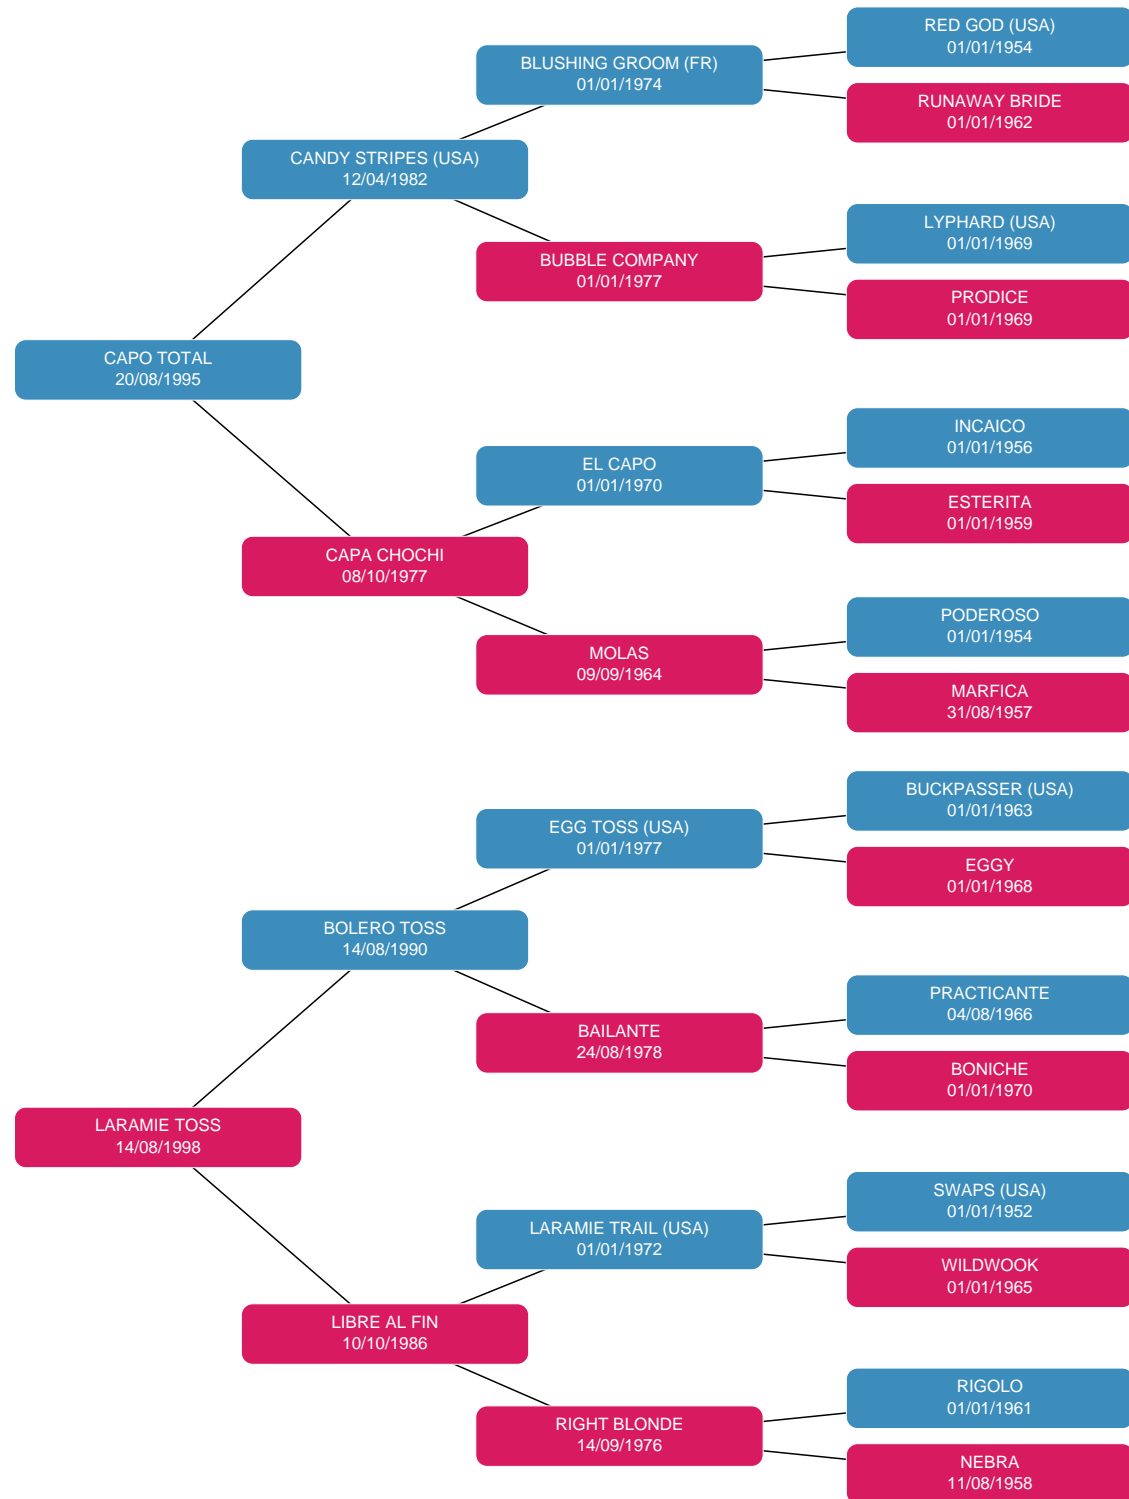 RED GOD (USA)
01/01/1954
BLUSHING GROOM (FR)
01/01/1974
RUNAWAY BRIDE
01/01/1962
CANDY STRIPES (USA)
12/04/1982
LYPHARD (USA)
01/01/1969
BUBBLE COMPANY
01/01/1977
PRODICE
01/01/1969
CAPO TOTAL
20/08/1995
INCAICO
01/01/1956
EL CAPO
01/01/1970
ESTERITA
01/01/1959
CAPA CHOCHI
08/10/1977
PODEROSO
01/01/1954
MOLAS
09/09/1964
MARFICA
31/08/1957
BUCKPASSER (USA)
01/01/1963
EGG TOSS (USA)
01/01/1977
EGGY
01/01/1968
BOLERO TOSS
14/08/1990
PRACTICANTE
04/08/1966
BAILANTE
24/08/1978
BONICHE
01/01/1970
LARAMIE TOSS
14/08/1998
SWAPS (USA)
01/01/1952
LARAMIE TRAIL (USA)
01/01/1972
WILDWOOK
01/01/1965
LIBRE AL FIN
10/10/1986
RIGOLO
01/01/1961
RIGHT BLONDE
14/09/1976
NEBRA
11/08/1958